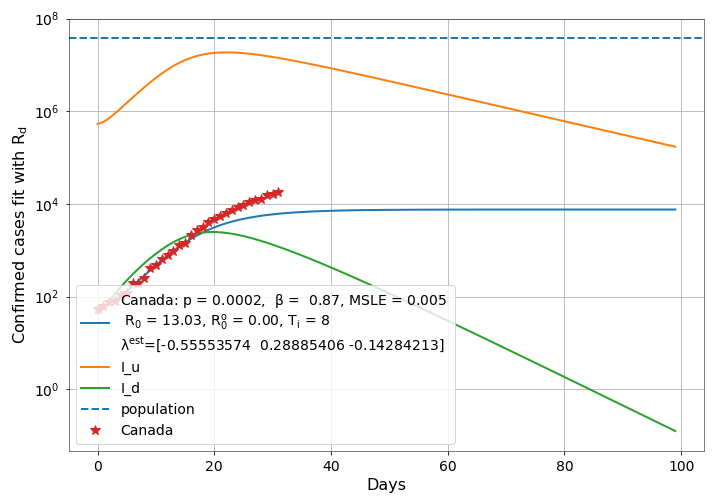 Confirmed cases fit with R_d
10^8
10^6
10^4
10^2
10^0
Canada: p = 0.0002, β = 0.87, MSLE = 0.005
R_0 = 13.03, R_0^o = 0.00, T_i = 8
λ^est=[-0.55553574 0.28885406 -0.14284213]
I_u
I_d
population
Canada
0 20 40 60 80 100
Days